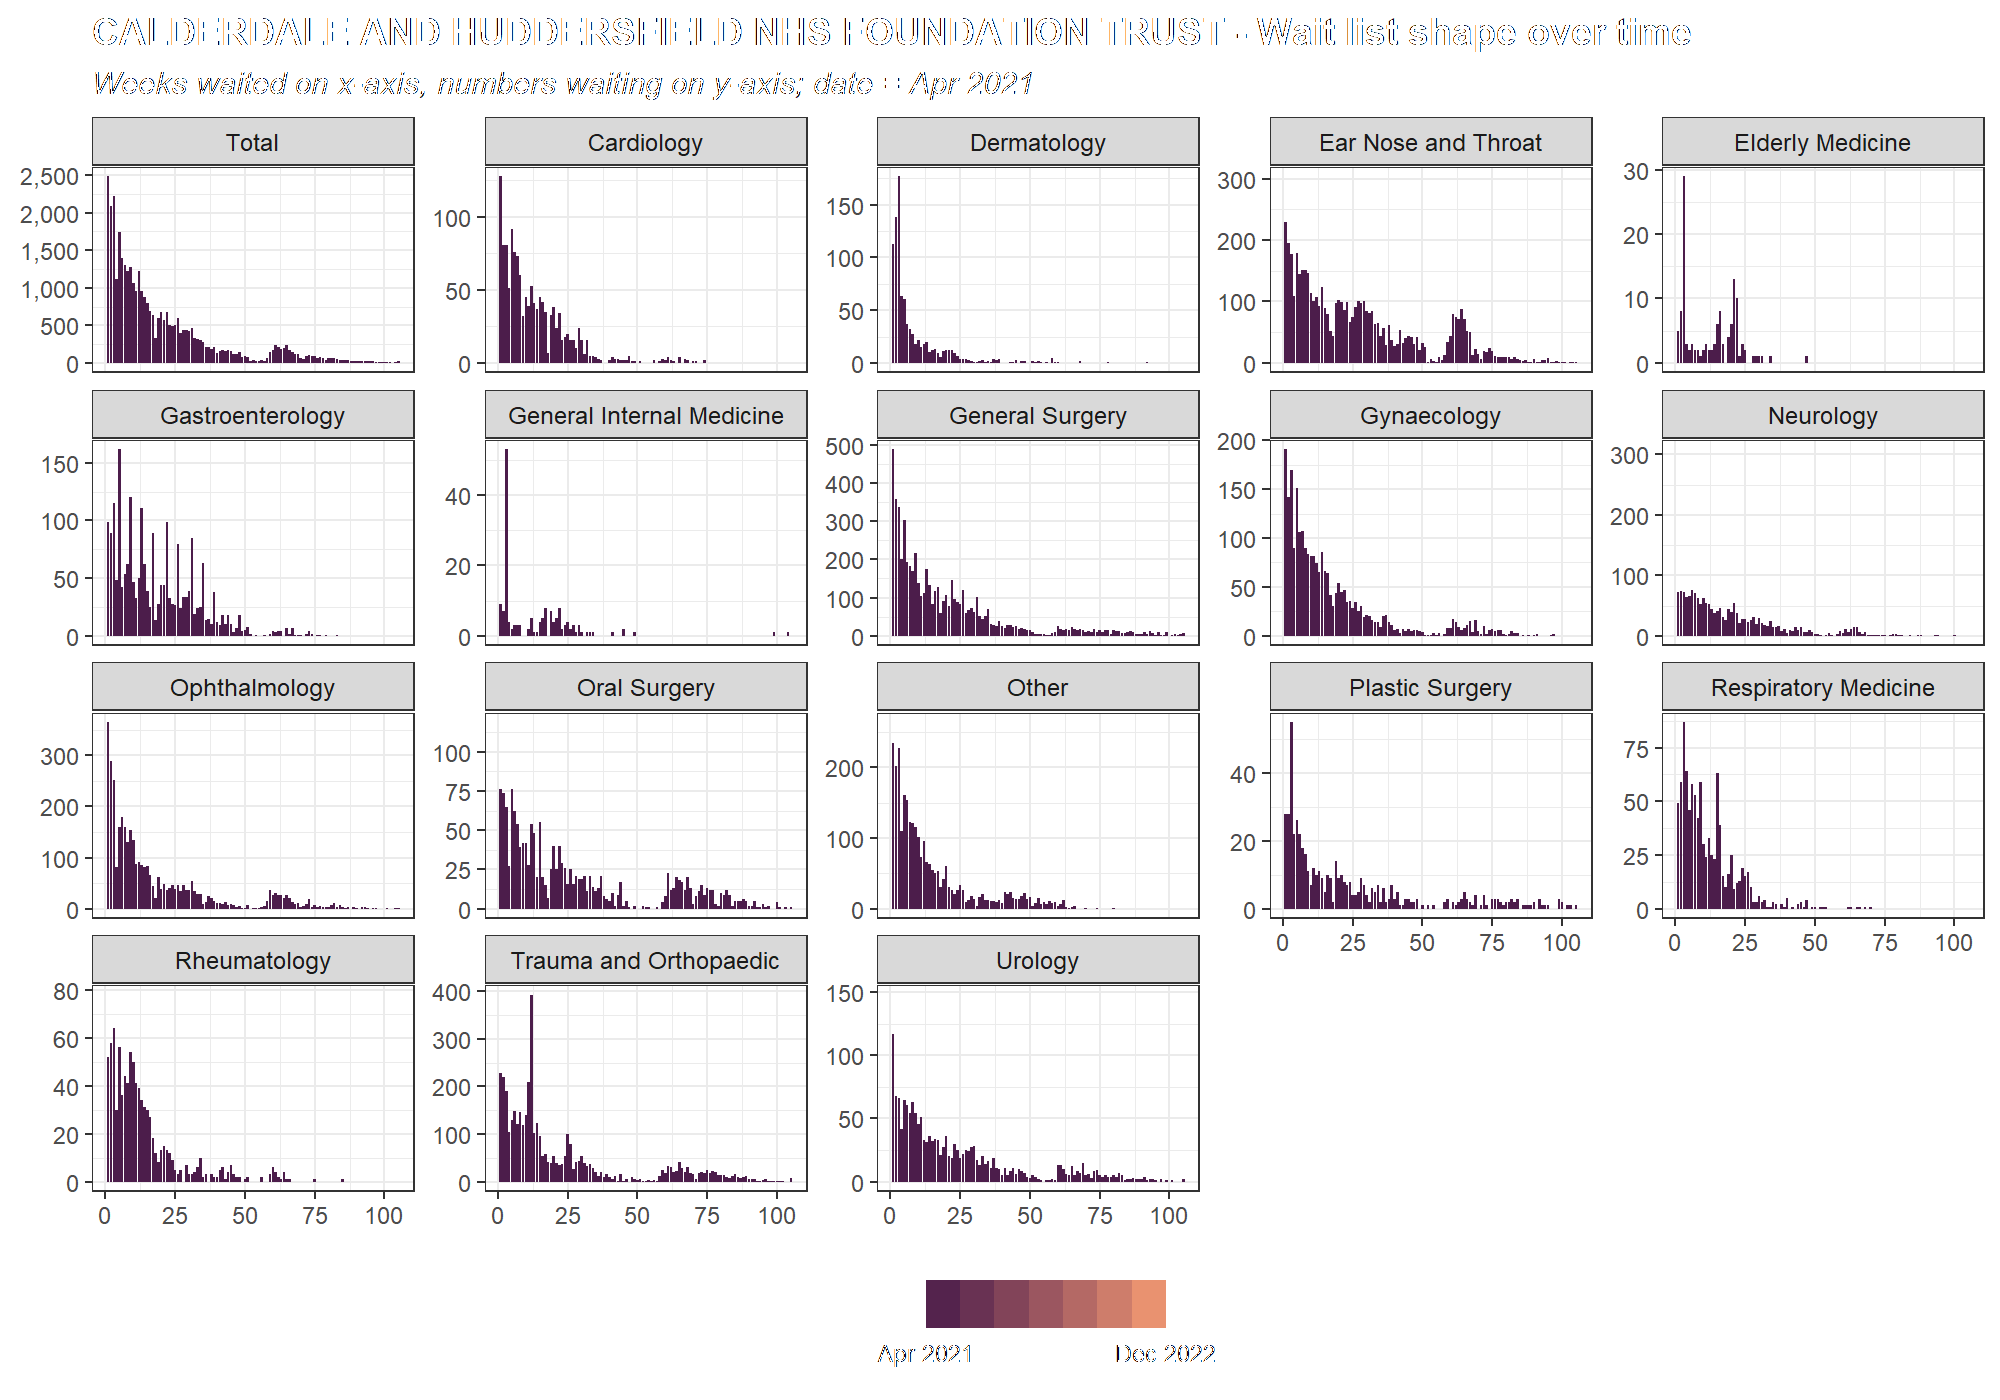 CALDERDALE AND HUDDERSFIELD NHS FOUNDATION TRUST - Wait list shape over time
Weeks waited on x-axis, numbers waiting on y-axis; date = Apr 2021
Total
2,500
2,000
1,500
1,000
500
0
Cardiology
100
50
0
Dermatology
150
100
50
0
Ear Nose and Throat
300
200
100
0
Elderly Medicine
30
20
10
0
Gastroenterology
150
100
50
0
General Internal Medicine
40
20
0
General Surgery
500
400
300
200
100
0
Gynaecology
200
150
100
50
0
Neurology
300
200
100
0
Ophthalmology
300
200
100
0
Oral Surgery
100
75
50
25
0
Other
200
100
0
Plastic Surgery
40
20
0
0 25 50 75 100
Respiratory Medicine
75
50
25
0
0 25 50 75 100
Rheumatology
80
60
40
20
0
0 25 50 75 100
Trauma and Orthopaedic
400
300
200
100
0
0 25 50 75 100
Urology
150
100
50
0
0 25 50 75 100
Apr 2021 Dec 2022